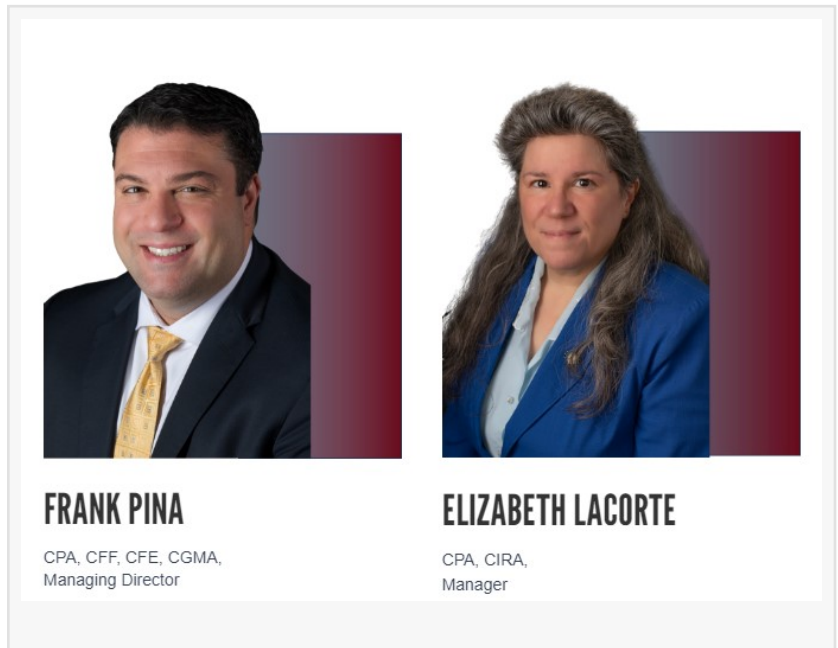 FRANK PINA
CPA, CFF, CFE, CGMA,
Managing Director
ELIZABETH LACORTE
CPA, CIRA,
Manager